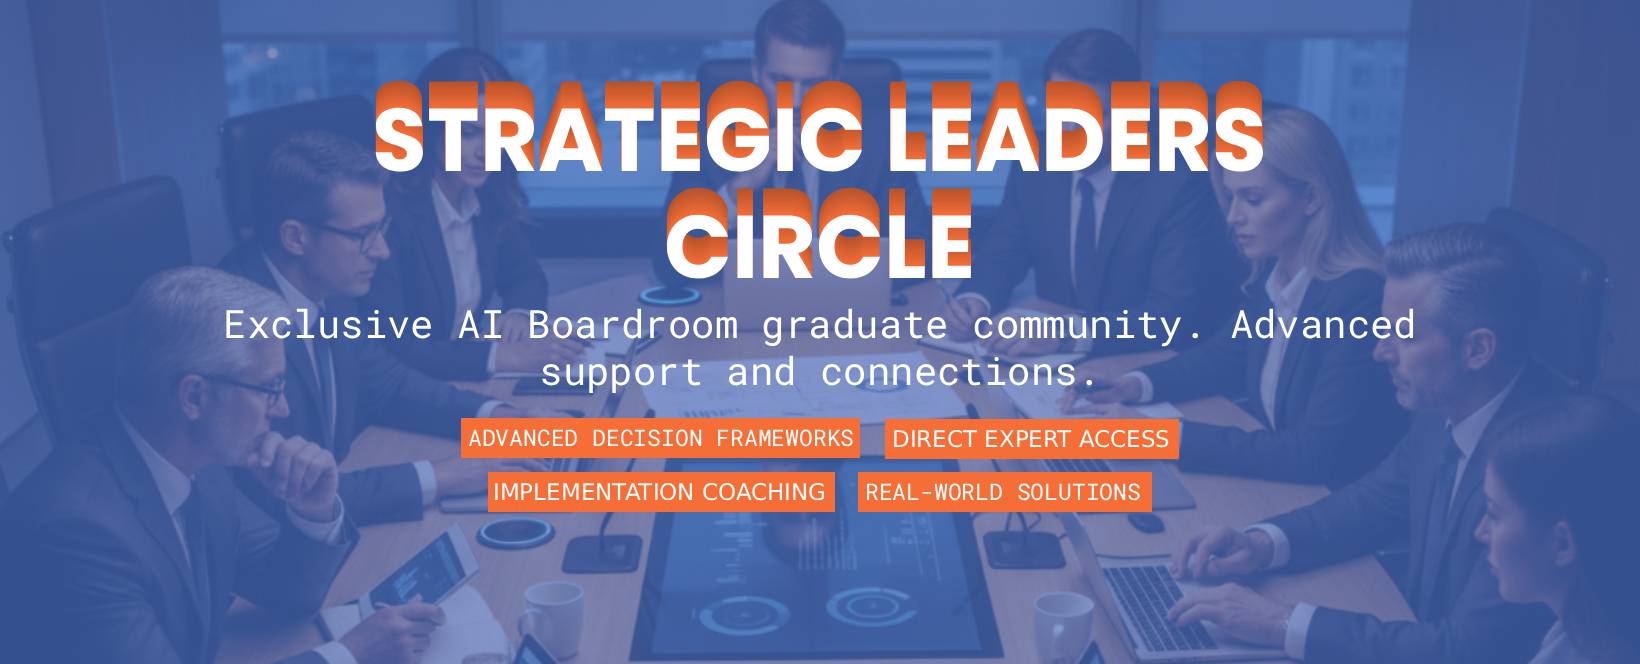 STRATEGIC LEADERS
CIRCLE
Exclusive AI Boardroom graduate community. Advanced
support and connections.
ADVANCED DECISION FRAMEWORKS
DIRECT EXPERT ACCESS
IMPLEMENTATION COACHING
REAL-WORLD SOLUTIONS